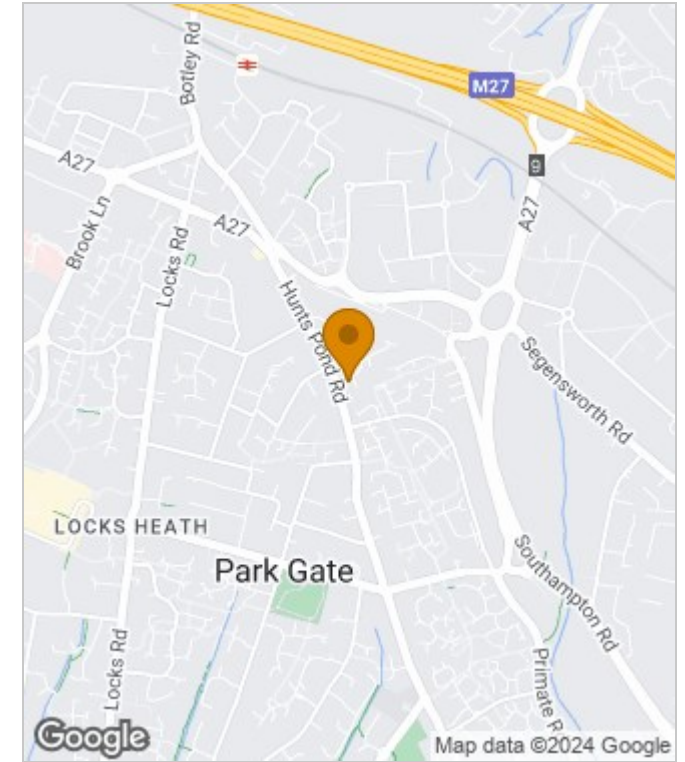 Botley Rd
M27
A27
9
Brook Ln
Locks Rd
A27
A27
Hunts Pond Rd
Segensworth Rd
LOCKS HEATH
Park Gate
Southampton Rd
Locks Rd
Primate R
Google
Map data ©2024 Google